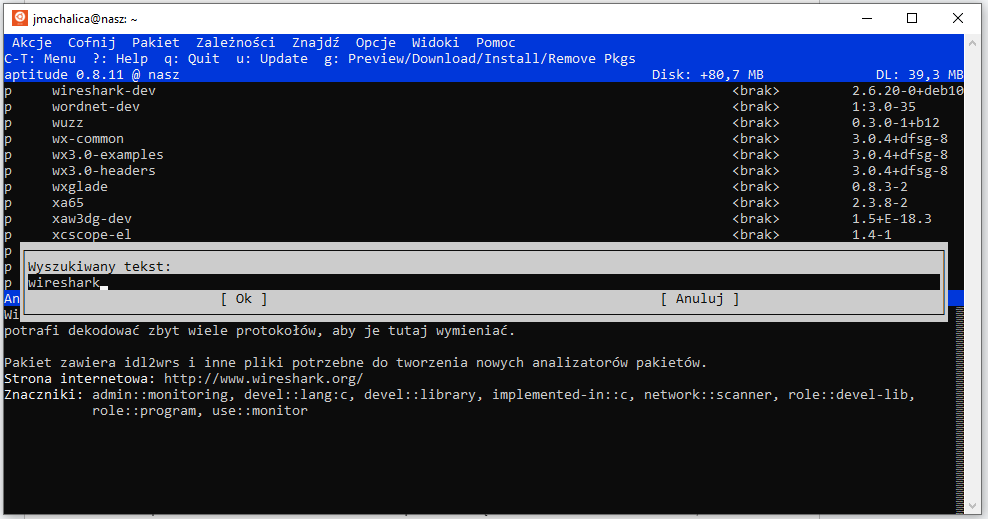 jmachalica@nasz: ~
Akcje Cofnij Pakiet Zależności Znajdź Opcje Widoki Pomoc
C-T: Menu ?: Help q: Quit u: Update g: Preview/Download/Install/Remove Pkgs
aptitude 0.8.11 @ nasz Disk: +80,7 MB DL: 39,3 MB
p wireshark-dev <brak> 2.6.20-0+deb10
p wordnet-dev <brak> 1:3.0-35
p wuzz <brak> 0.3.0-1+b12
p wx-common <brak> 3.0.4+dfsg-8
p wx3.0-examples <brak> 3.0.4+dfsg-8
p wx3.0-headers <brak> 3.0.4+dfsg-8
p wxglade <brak> 0.8.3-2
p xa65 <brak> 2.3.8-2
p xaw3dg-dev <brak> 1.5+E-18.3
p xcscope-el <brak> 1.4-1
p
p Wyszukiwany tekst:
p wireshark
An [ Ok ] [ Anuluj ]
Wi
potrafi dekodować zbyt wiele protokołów, aby je tutaj wymieniać.
Pakiet zawiera idl2wrs i inne pliki potrzebne do tworzenia nowych analizatorów pakietów.
Strona internetowa: http://www.wireshark.org/
Znaczniki: admin::monitoring, devel::lang:c, devel::library, implemented-in::c, network::scanner, role::devel-lib,
role::program, use::monitor